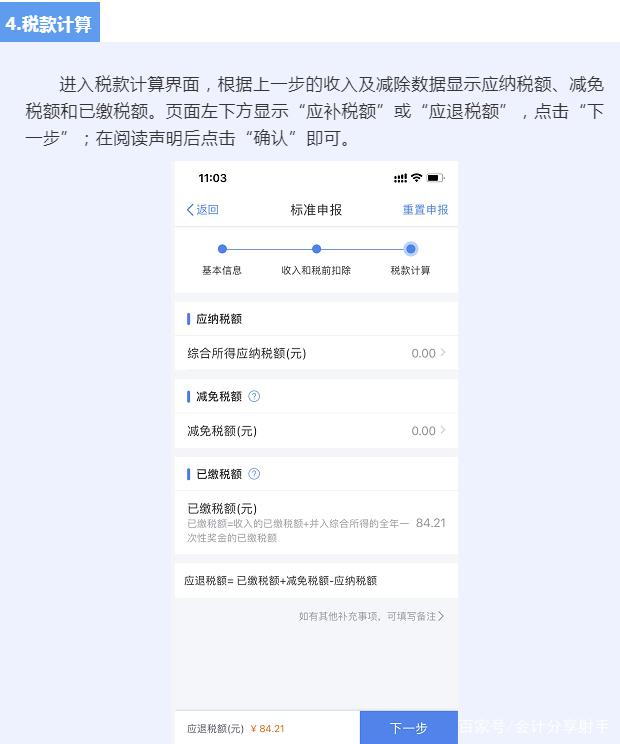 4.税款计算
进入税款计算界面，根据上一步的收入及减除数据显示应纳税额、减免
税额和已缴税额。页面左下方显示“应补税额”或“应退税额”，点击“下
一步”；在阅读声明后点击“确认”即可。
11:03
返回 标准申报 重置申报
基本信息 收入和税前扣除 税款计算
应纳税额
综合所得应纳税额(元) 0.00
减免税额 ?
减免税额(元) 0.00
已缴税额 ?
已缴税额(元)
已缴税额=收入的已缴税额+并入综合所得的全年一 84.21
次性奖金的已缴税额
应退税额= 已缴税额+减免税额-应纳税额
如有其他补充事项，可填写备注
应退税额(元) ¥ 84.21 下一步
百家号/会计分享射手